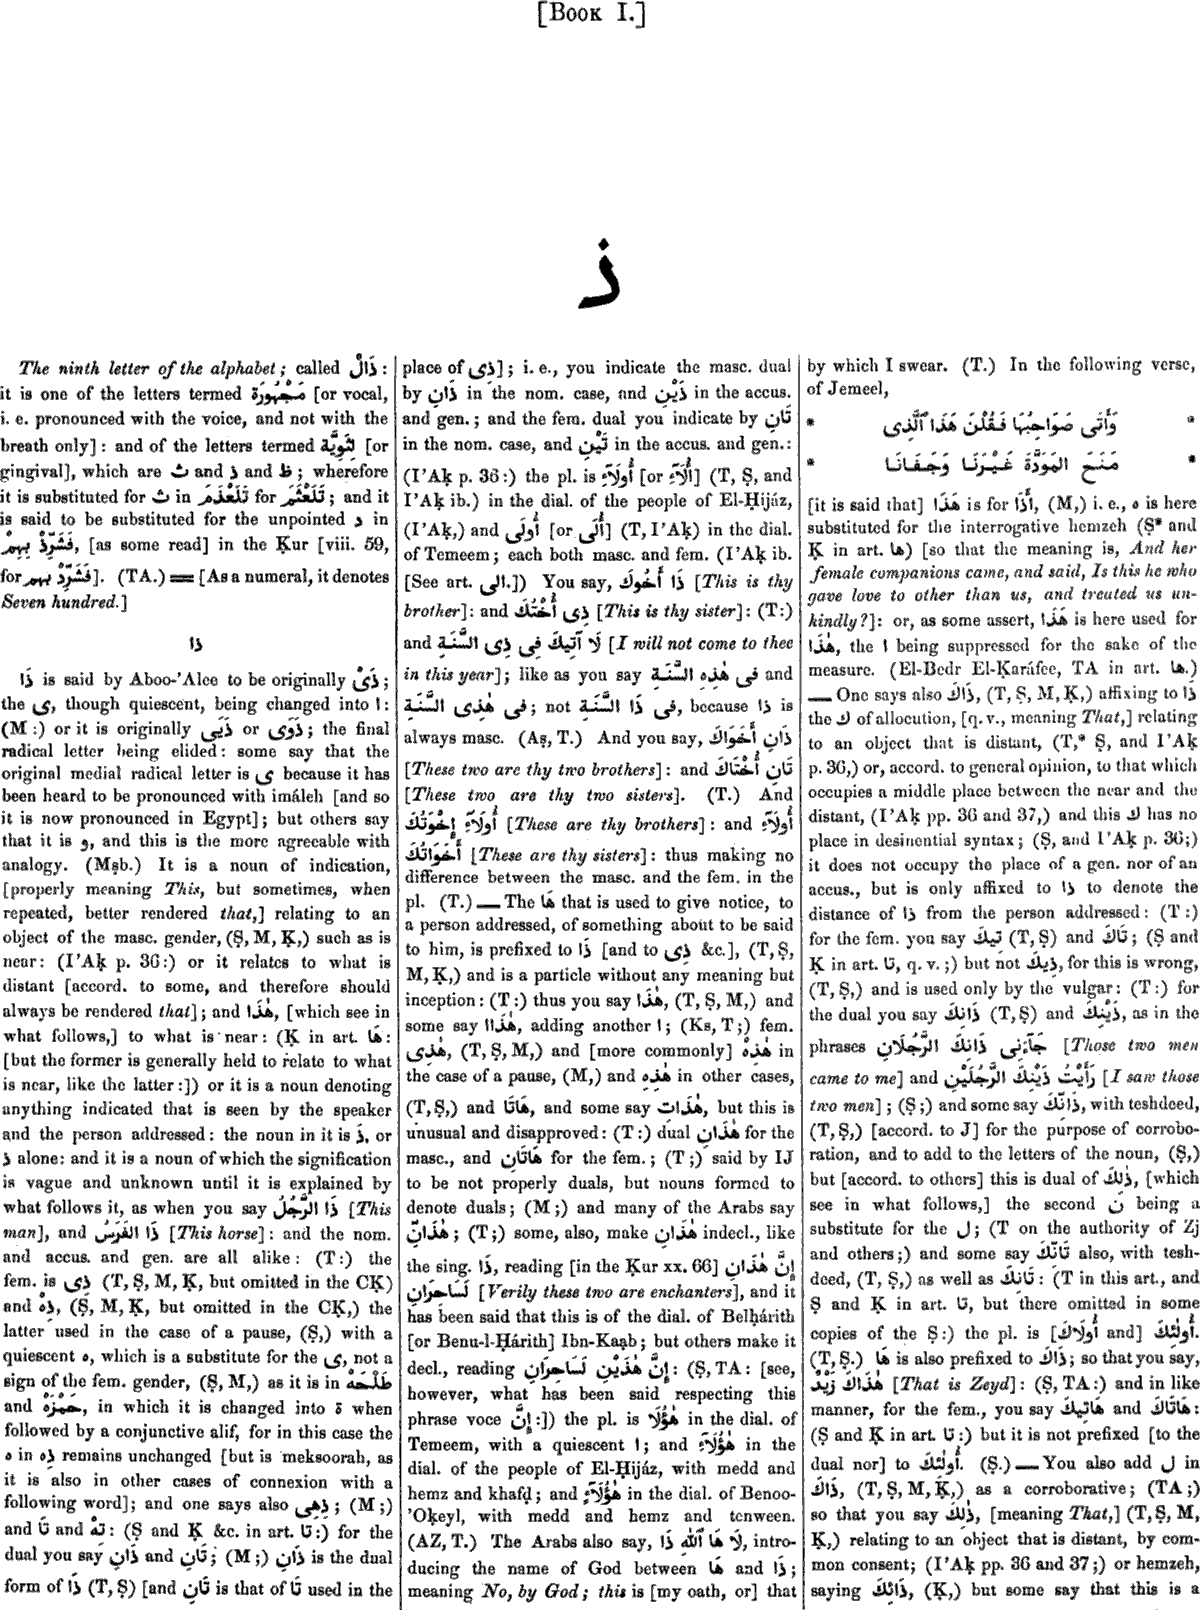 [Book I.]
ذ
The ninth letter of the alphabet; called ذَالٌ:
it is one of the letters termed مَجْهُورَة [or vocal,
i. e. pronounced with the voice, and not with the
breath only]: and of the letters termed لِثَوِيَّة [or
gingival], which are ث and ذ and ظ; wherefore
it is substituted for ث in تَلَعْذَمَ for تَلَعْثَمَ; and it
is said to be substituted for the unpointed د in
فَشَرِّذْ بِهِمْ, [as some read] in the Ḳur [viii. 59,
for فَشَرِّدْ بهم]. (TA.) ══ [As a numeral, it denotes
Seven hundred.]
ذا
ذَا is said by Aboo-'Alee to be originally ذَىْ;
the ى, though quiescent, being changed into ا:
(M:) or it is originally ذَيَى or ذَوَى; the final
radical letter being elided: some say that the
original medial radical letter is ى because it has
been heard to be pronounced with imáleh [and so
it is now pronounced in Egypt]; but others say
that it is و, and this is the more agreeable with
analogy. (Mṣb.) It is a noun of indication,
[properly meaning This, but sometimes, when
repeated, better rendered that,] relating to an
object of the masc. gender, (Ṣ, M, Ḳ,) such as is
near: (I'Aḳ p. 36:) or it relates to what is
distant [accord. to some, and therefore should
always be rendered that]; and هٰذَا, [which see in
what follows,] to what is near: (Ḳ in art. هَا:
[but the former is generally held to relate to what
is near, like the latter:]) or it is a noun denoting
anything indicated that is seen by the speaker
and the person addressed: the noun in it is ذَ, or
ذ alone: and it is a noun of which the signification
is vague and unknown until it is explained by
what follows it, as when you say ذَا الرَّجُلُ [This
man], and ذَا الفَرَسُ [This horse]: and the nom.
and accus. and gen. are all alike: (T:) the
fem. is ذِى (T, Ṣ, M, Ḳ, but omitted in the CḲ)
and ذِهْ, (Ṣ, M, Ḳ, but omitted in the CḲ,) the
latter used in the case of a pause, (Ṣ,) with a
quiescent ه, which is a substitute for the ى, not a
sign of the fem. gender, (Ṣ, M,) as it is in طَلْحَهْ
and حَمْزَهْ, in which it is changed into ة when
followed by a conjunctive alif, for in this case the
ه in ذِه remains unchanged [but is meksoorah, as
it is also in other cases of connexion with a
following word]; and one says also ذِهِى; (M;)
and تَا and تِهْ: (Ṣ and Ḳ &c. in art. تا:) for the
dual you say ذَانِ and تَانِ; (M;) ذَانِ is the dual
form of ذَا (T, Ṣ) [and تَانِ is that of تَا used in the
place of ذِى]; i. e., you indicate the masc. dual
by ذَانِ in the nom. case, and ذَيْنِ in the accus.
and gen.; and the fem. dual you indicate by تَانِ
in the nom. case, and تَيْنِ in the accus. and gen.:
(I'Aḳ p. 36:) the pl. is أُولَآءِ [or أُلَآءِ] (T, Ṣ, and
I'Aḳ ib.) in the dial. of the people of El-Ḥijáz,
(I'Aḳ,) and أُولَى [or أُلَى] (T, I'Aḳ) in the dial.
of Temeem; each both masc. and fem. (I'Aḳ ib.
[See art. الى.]) You say, ذَا أَخُوكَ [This is thy
brother]: and ذِى أُخْتُكَ [This is thy sister]: (T:)
and لَا آتِيكَ فِى ذِى السَّنَةِ [I will not come to thee
in this year]; like as you say فِى هٰذِهِ السَّنَةِ and
فِى هٰذِى السَّنَةِ; not فِى ذَا السَّنَةِ, because ذا is
always masc. (Aṣ, T.) And you say, ذَانِ أَخَوَاكَ
[These two are thy two brothers]: and تَانِ أُخْتَاكَ
[These two are thy two sisters]. (T.) And
أُولَآءِ إِخْوَتُكَ [These are thy brothers]: and أُولَآءِ
أَخَوَاتُكَ [These are thy sisters]: thus making no
difference between the masc. and the fem. in the
pl. (T.) — The هَا that is used to give notice, to
a person addressed, of something about to be said
to him, is prefixed to ذَا [and to ذِى &c.], (T, Ṣ,
M, Ḳ,) and is a particle without any meaning but
inception: (T:) thus you say هٰذَا, (T, Ṣ, M,) and
some say هٰذَاا, adding another ا; (Ks, T;) fem.
هٰذِى, (T, Ṣ, M,) and [more commonly] هٰذِهْ in
the case of a pause, (M,) and هٰذِهِ in other cases,
(T, Ṣ,) and هَاتَا, and some say هٰذَاتِ, but this is
unusual and disapproved: (T:) dual هٰذَانِ for the
masc., and هَاتَانِ for the fem.; (T;) said by IJ
to be not properly duals, but nouns formed to
denote duals; (M;) and many of the Arabs say
هٰذَانِّ; (T;) some, also, make هٰذَانِ indecl., like
the sing. ذَا, reading [in the Ḳur xx. 66] إِنَّ هٰذَانِ
لَسَاحِرَانِ [Verily these two are enchanters], and it
has been said that this is of the dial. of Belḥárith
[or Benu-l-Ḥárith] Ibn-Kaạb; but others make it
decl., reading إِنَّ هٰذَيْنِ لَسَاحِرَانِ: (Ṣ, TA: [see,
however, what has been said respecting this
phrase voce إِنَّ:]) the pl. is هٰؤُلَا in the dial. of
Temeem, with a quiescent ا; and هٰؤُلَآءِ in the
dial. of the people of El-Ḥijáz, with medd and
hemz and khafḍ; and هٰؤُلَآءٍ in the dial. of Benoo-
'Oḳeyl, with medd and hemz and tenween.
(AZ, T.) The Arabs also say, لَا هَا ٱللّٰهِ ذَا, intro-
ducing the name of God between هَا and ذَا;
meaning No, by God; this is [my oath, or] that
by which I swear. (T.) In the following verse,
of Jemeel,
* وَأَتَى صَوَاحِبُهَا فَقُلْنَ هَذَا ٱلَّذِى *
* مَنَحَ المَوَدَّةَ غَيْرَنَا وَجَفَانَا *
[it is said that] هَذَا is for أَذَا, (M,) i. e., ه is here
substituted for the interrogative hemzeh (Ṣ* and
Ḳ in art. ها) [so that the meaning is, And her
female companions came, and said, Is this he who
gave love to other than us, and treated us un-
kindly?]: or, as some assert, هَذَا is here used for
هٰذَا, the ا being suppressed for the sake of the
measure. (El-Bedr El-Ḳaráfee, TA in art. ها.)
— One says also ذَاكَ, (T, Ṣ, M, Ḳ,) affixing to ذَا
the ك of allocution, [q. v., meaning That,] relating
to an object that is distant, (T,* Ṣ, and I'Aḳ
p. 36,) or, accord. to general opinion, to that which
occupies a middle place between the near and the
distant, (I'Aḳ pp. 36 and 37,) and this ك has no
place in desinential syntax; (Ṣ, and I'Aḳ p. 36;)
it does not occupy the place of a gen. nor of an
accus., but is only affixed to ذا to denote the
distance of ذا from the person addressed: (T:)
for the fem. you say تِيكَ (T, Ṣ) and تَاكَ; (Ṣ and
Ḳ in art. تا, q. v.;) but not ذِيكَ, for this is wrong,
(T, Ṣ,) and is used only by the vulgar: (T:) for
the dual you say ذَانِكَ (T, Ṣ) and ذَيْنِكَ, as in the
phrases جَآءَنِى ذَانِكَ الرَّجُلَانِ [Those two men
came to me] and رَأَيْتُ ذَيْنِكَ الرَّجُلَيْنِ [I saw those
two men]; (Ṣ;) and some say ذَانِّكَ, with teshdeed,
(T, Ṣ,) [accord. to J] for the purpose of corrobo-
ration, and to add to the letters of the noun, (Ṣ,)
but [accord. to others] this is dual of ذٰلِكَ, [which
see in what follows,] the second ن being a
substitute for the ل; (T on the authority of Zj
and others;) and some say تَانِّكَ also, with tesh-
deed, (T, Ṣ,) as well as تَانِكَ: (T in this art., and
Ṣ and Ḳ in art. تا, but there omitted in some
copies of the Ṣ:) the pl. is [أُولَاكَ and] أُولٰئِكَ.
(T, Ṣ.) هَا is also prefixed to ذَاكَ; so that you say,
هٰذَاكَ زَيْدٌ [That is Zeyd]: (Ṣ, TA:) and in like
manner, for the fem., you say هَاتِيكَ and هَاتَاكَ:
(Ṣ and Ḳ in art. تا:) but it is not prefixed [to the
dual nor] to أُولٰئِكَ. (Ṣ.) — You also add ل in
ذَاكَ, (T, Ṣ, M, Ḳ,) as a corroborative; (TA;)
so that you say ذٰلِكَ, [meaning That,] (T, Ṣ, M,
Ḳ,) relating to an object that is distant, by com-
mon consent; (I'Aḳ pp. 36 and 37;) or hemzeh,
saying ذَائِكَ, (Ḳ,) but some say that this is a